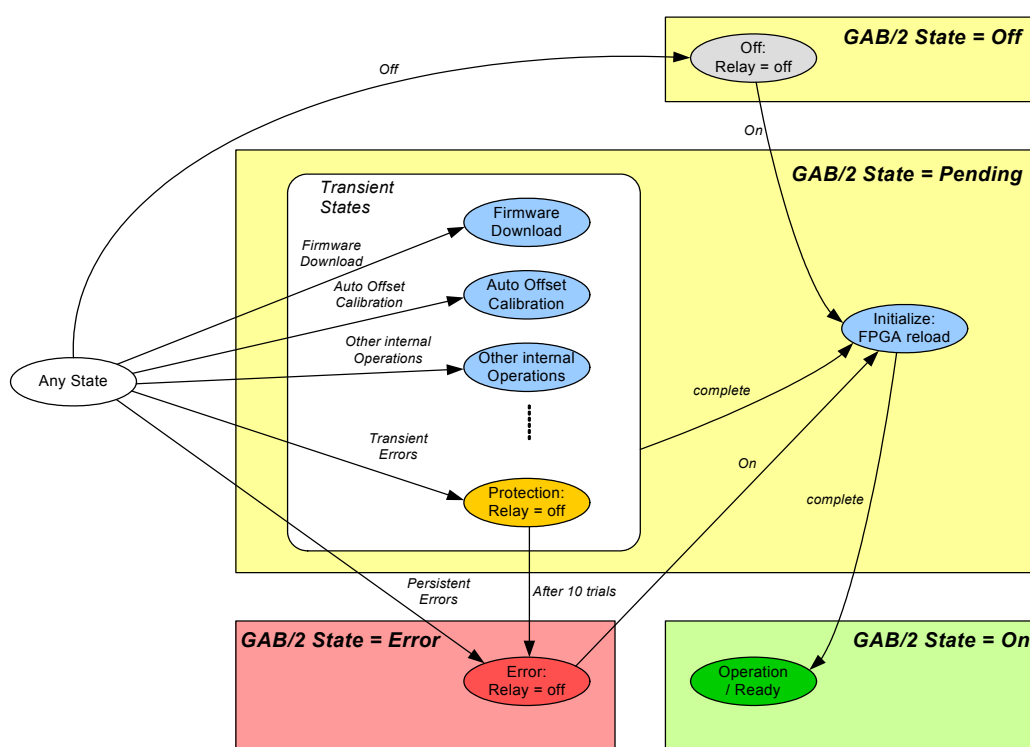 GAB/2 State = Off
Off:
Relay = off
Off
On
GAB/2 State = Pending
Transient
States
Firmware
Download
Firmware
Download
Auto Offset
Calibration
Auto Offset
Calibration
Initialize:
FPGA reload
Other internal
Operations
Other internal
Operations
Any State
complete
Transient
Errors
On
Protection:
Relay = off
complete
Persistent
Errors
After 10 trials
GAB/2 State = Error
Error:
Relay = off
GAB/2 State = On
Operation
/ Ready